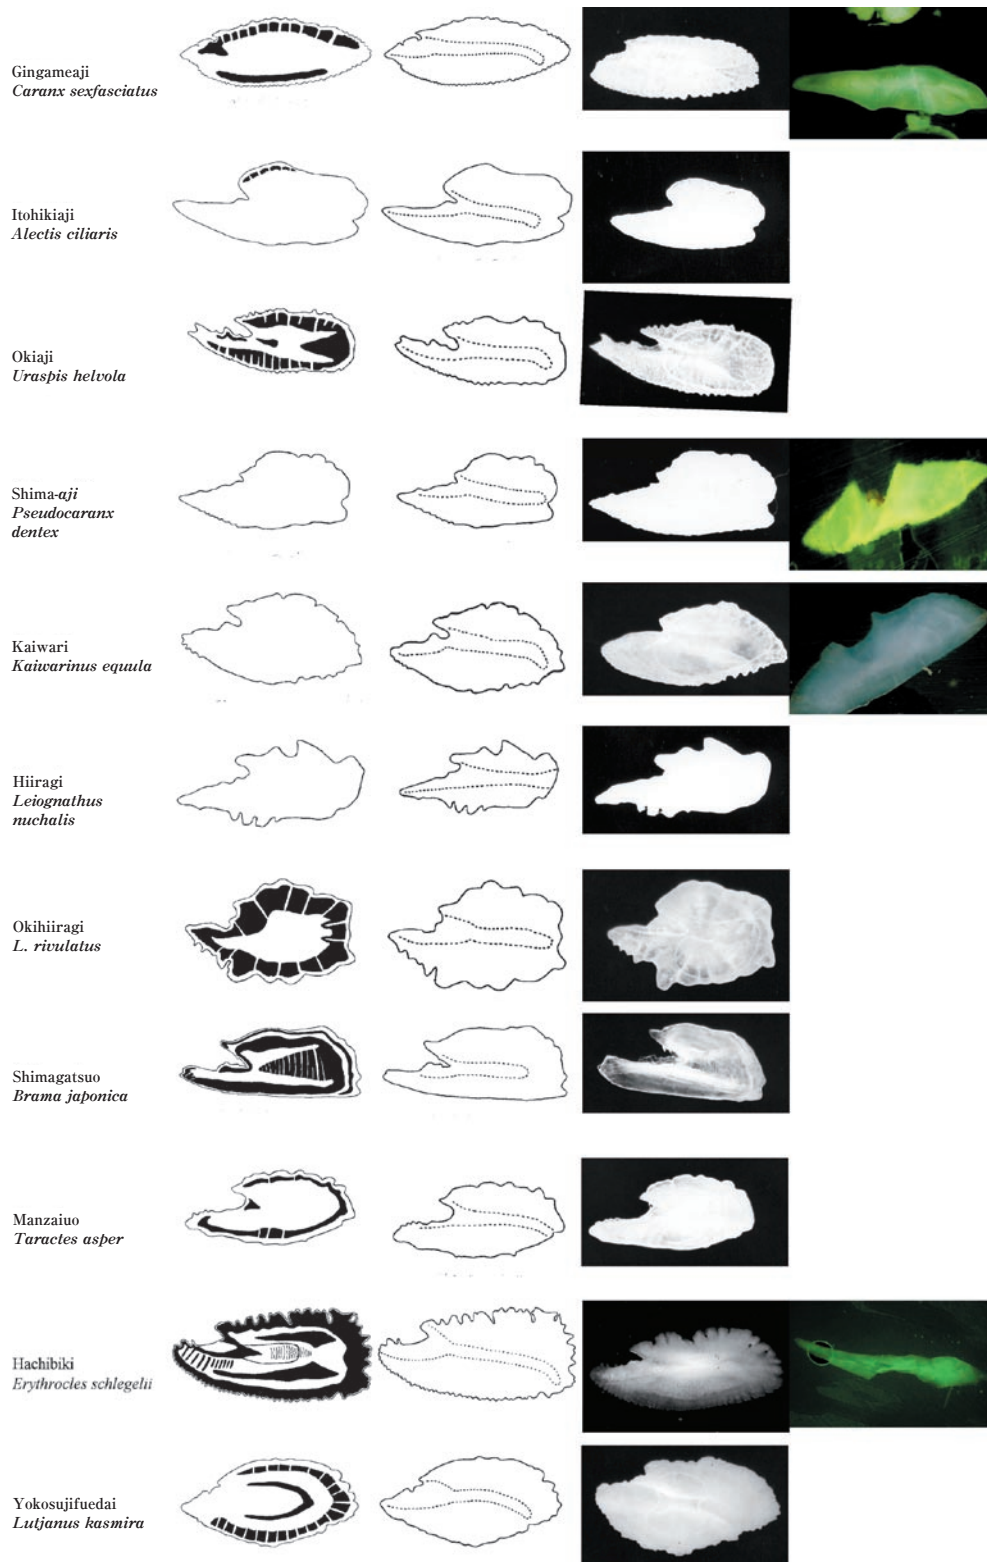 Gingameaji
Caranx sexfasciatus
Itohikiaji
Alectis ciliaris
Okiaji
Uraspis helvola
Shima-aji
Pseudocaranx
dentex
Kaiwari
Kaiwarinus equula
Hiiragi
Leiognathus
nuchalis
Okihiiragi
L. rivulatus
Shimagatsuo
Brama japonica
Manzaiuo
Taractes asper
Hachibiki
Erythrocles schlegelii
Yokosujifuedai
Lutjanus kasmira